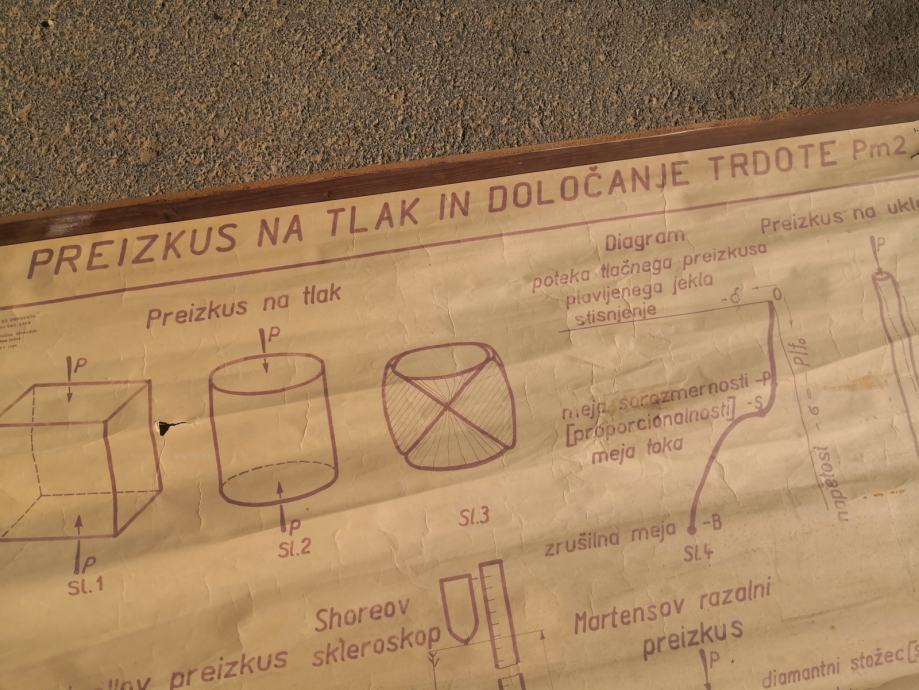 PREIZKUS NA TLAK IN DOLOČANJE TRDOTE Pm2
Preizkus na tlak
P
P
Sl.1
P
P
Sl.2
Sl.3
Diagram
poteka tlačnega preizkusa
plavljenega jekla
stisnjenje
-δ
0
P/f₀
napetost -σ
meja sorazmernosti -P
[proporcionalnosti] -S
meja toka
zrušilna meja -B
Sl.4
Preizkus na
P
Shoreov
preizkus skleroskop
Martensov razalni
preizkus
P
diamantni stožec